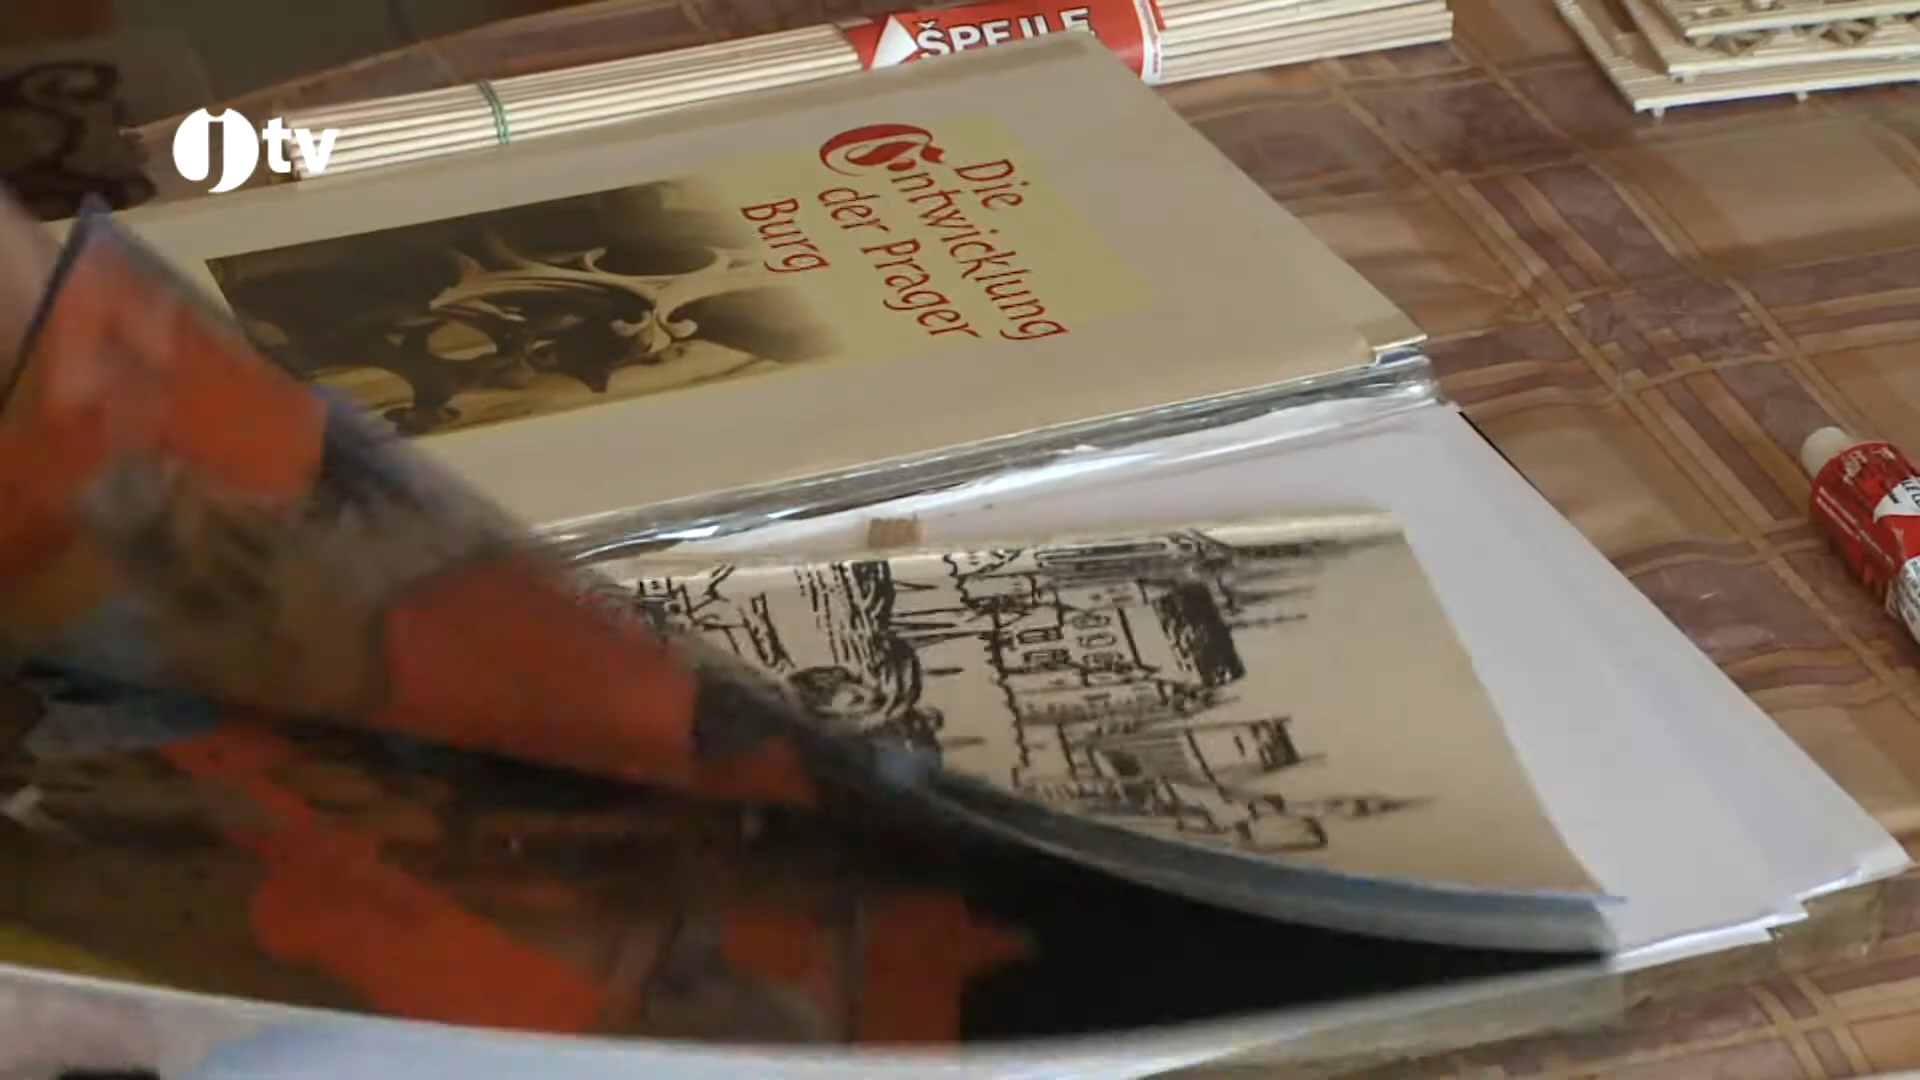 jtv
ŠPEJLE
Die
Entwicklung
der Prager
Burg